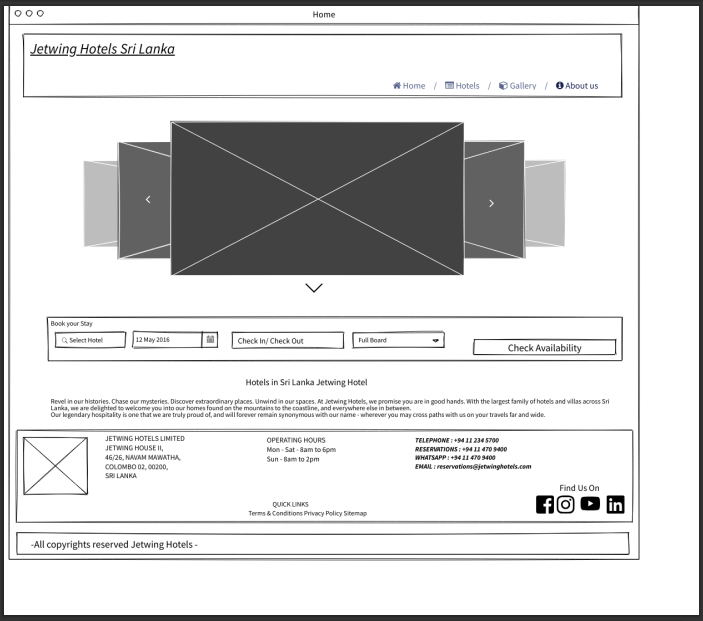 Home
Jetwing Hotels Sri Lanka
Home / Hotels / Gallery / About us
Book your Stay
Select Hotel
12 May 2016
Check In/ Check Out
Full Board
Check Availability
Hotels in Sri Lanka Jetwing Hotel
Revel in our histories. Chase our mysteries. Discover extraordinary places. Unwind in our spaces. At Jetwing Hotels, we promise you are in good hands. With the largest family of hotels and villas across Sri
Lanka, we are delighted to welcome you into our homes found on the mountains to the coastline, and everywhere else in between.
Our legendary hospitality is one that we are truly proud of, and will forever remain synonymous with our name - wherever you may cross paths with us on your travels far and wide.
JETWING HOTELS LIMITED
JETWING HOUSE II,
46/26, NAVAM MAWATHA,
COLOMBO 02, 00200,
SRI LANKA
OPERATING HOURS
Mon - Sat - 8am to 6pm
Sun - 8am to 2pm
TELEPHONE : +94 11 234 5700
RESERVATIONS : +94 11 470 9400
WHATSAPP : +94 11 470 9400
EMAIL : reservations@jetwinghotels.com
Find Us On
QUICK LINKS
Terms & Conditions Privacy Policy Sitemap
-All copyrights reserved Jetwing Hotels -